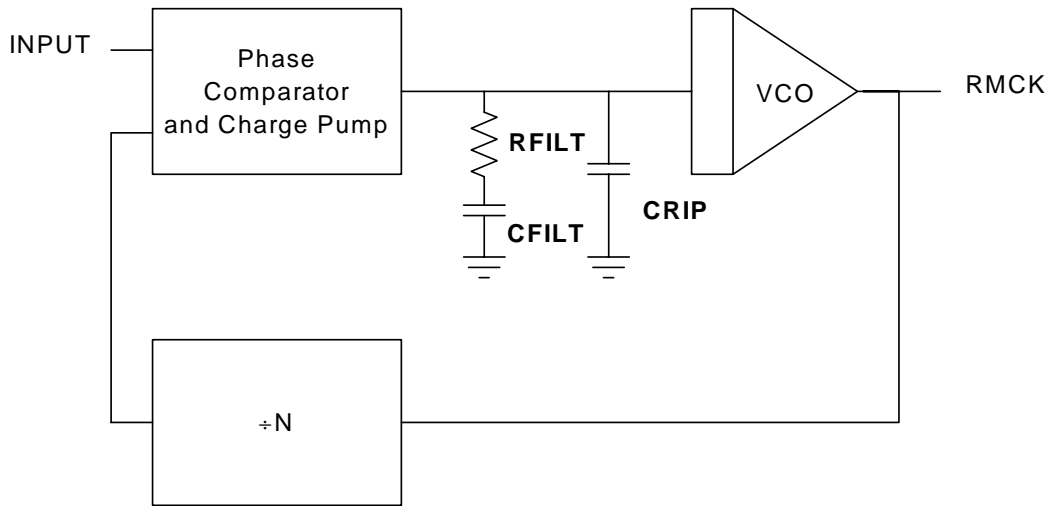 INPUT
Phase
Comparator
and Charge Pump
VCO
RMCK
RFILT
CRIP
CFILT
÷N